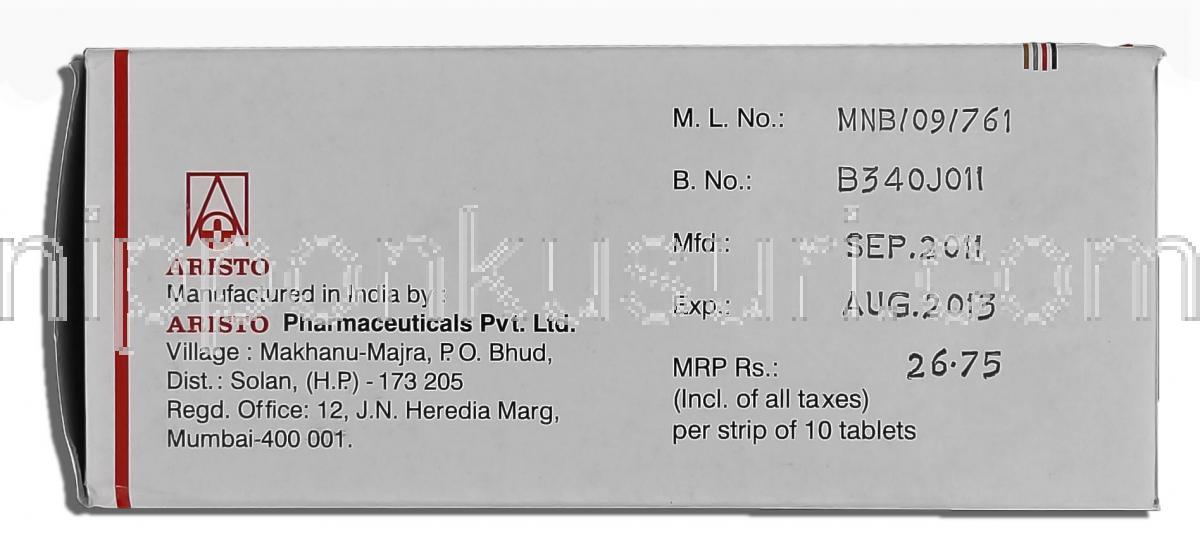 ARISTO
Manufactured in India by :
ARISTO Pharmaceuticals Pvt. Ltd.
Village : Makhanu-Majra, P.O. Bhud,
Dist.: Solan, (H.P.) - 173 205
Regd. Office: 12, J.N. Heredia Marg,
Mumbai-400 001.
M. L. No.: MNB/09/761
B. No.: B340J011
Mfd.: SEP.2011
Exp.: AUG.2013
MRP Rs.: 26.75
(Incl. of all taxes)
per strip of 10 tablets
nipponkusuri.com